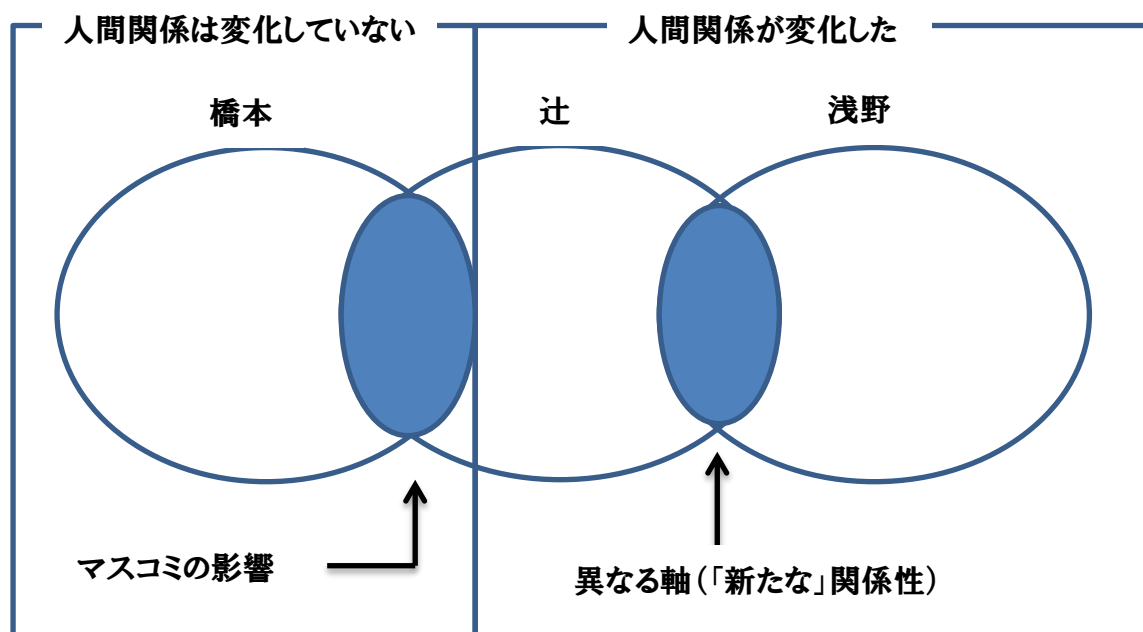 人間関係は変化していない
人間関係が変化した
橋本
辻
浅野
マスコミの影響
異なる軸(「新たな」関係性)